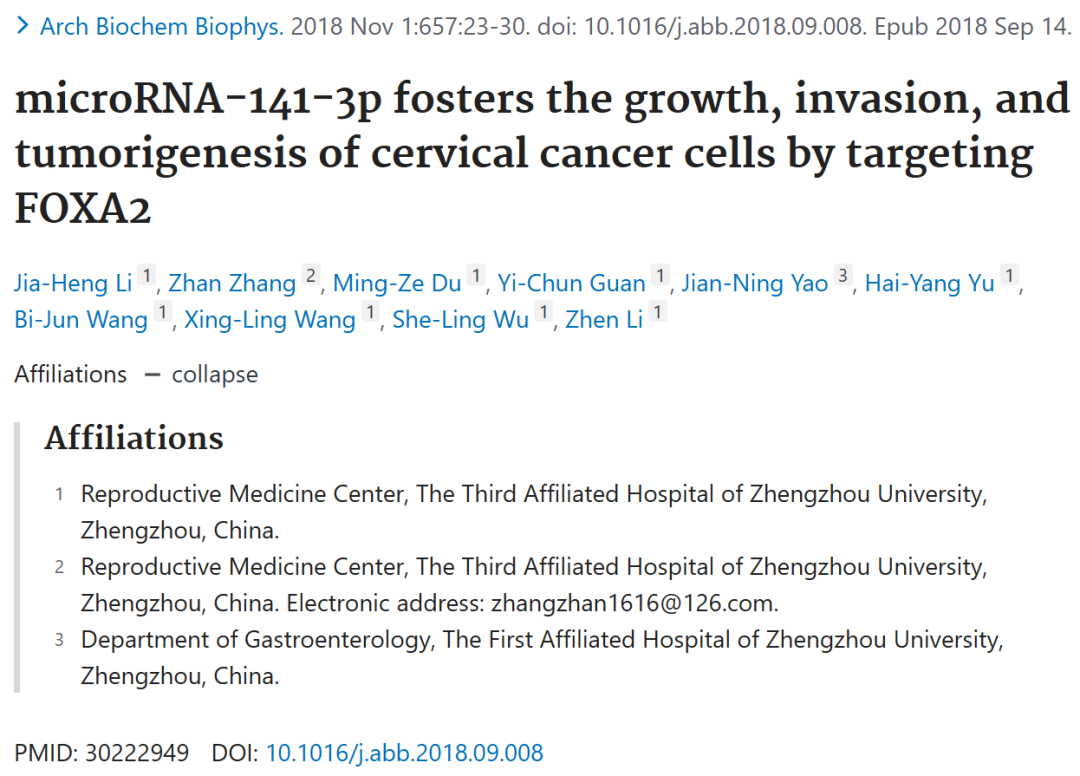 > Arch Biochem Biophys. 2018 Nov 1:657:23-30. doi: 10.1016/j.abb.2018.09.008. Epub 2018 Sep 14.
microRNA-141-3p fosters the growth, invasion, and
tumorigenesis of cervical cancer cells by targeting
FOXA2
Jia-Heng Li 1, Zhan Zhang 2, Ming-Ze Du 1, Yi-Chun Guan 1, Jian-Ning Yao 3, Hai-Yang Yu 1,
Bi-Jun Wang 1, Xing-Ling Wang 1, She-Ling Wu 1, Zhen Li 1
Affiliations – collapse
Affiliations
1 Reproductive Medicine Center, The Third Affiliated Hospital of Zhengzhou University,
Zhengzhou, China.
2 Reproductive Medicine Center, The Third Affiliated Hospital of Zhengzhou University,
Zhengzhou, China. Electronic address: zhangzhan1616@126.com.
3 Department of Gastroenterology, The First Affiliated Hospital of Zhengzhou University,
Zhengzhou, China.
PMID: 30222949 DOI: 10.1016/j.abb.2018.09.008